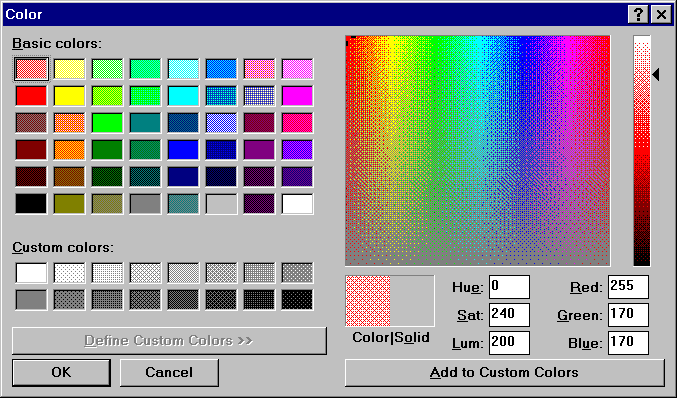 Color
Basic colors:
Custom colors:
Define Custom Colors >>
OK Cancel
Color|Solid
Hue: 0 Red: 255
Sat: 240 Green: 170
Lum: 200 Blue: 170
Add to Custom Colors